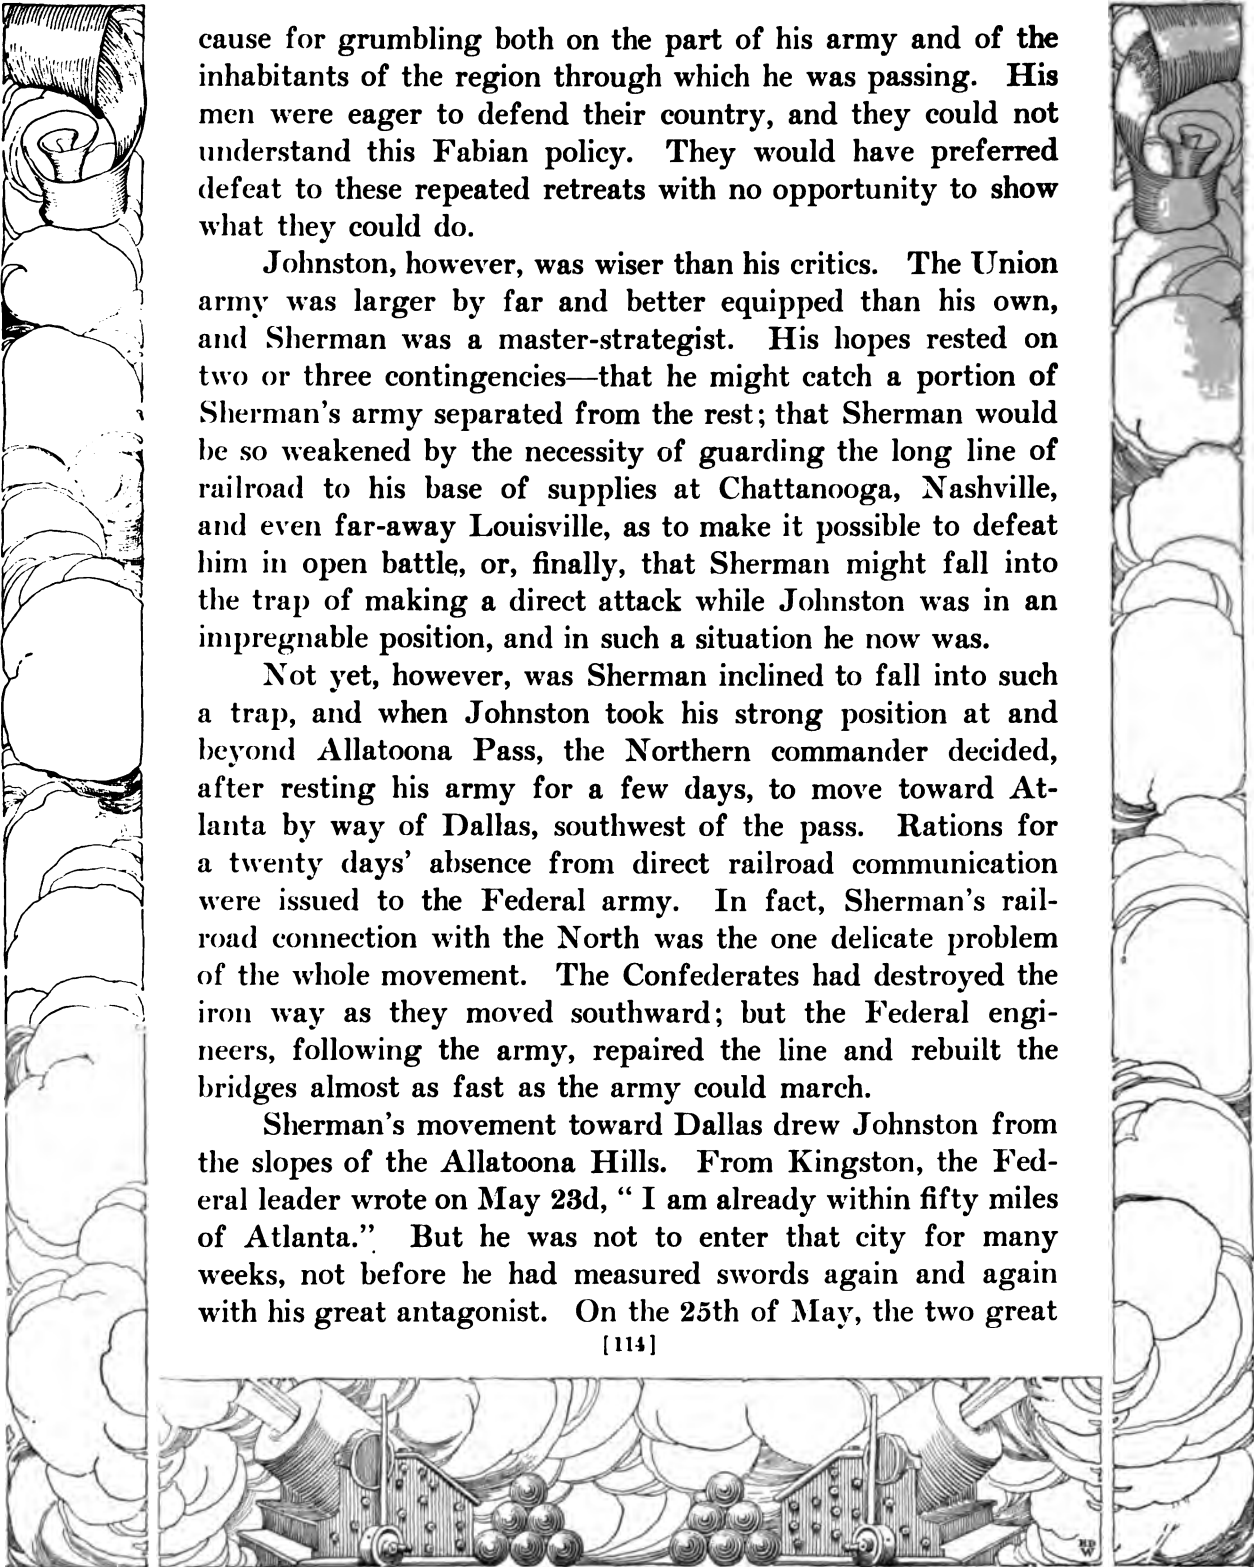 cause for grumbling both on the part of his army and of the
inhabitants of the region through which he was passing. His
men were eager to defend their country, and they could not
understand this Fabian policy. They would have preferred
defeat to these repeated retreats with no opportunity to show
what they could do.
Johnston, however, was wiser than his critics. The Union
army was larger by far and better equipped than his own,
and Sherman was a master-strategist. His hopes rested on
two or three contingencies—that he might catch a portion of
Sherman's army separated from the rest; that Sherman would
be so weakened by the necessity of guarding the long line of
railroad to his base of supplies at Chattanooga, Nashville,
and even far-away Louisville, as to make it possible to defeat
him in open battle, or, finally, that Sherman might fall into
the trap of making a direct attack while Johnston was in an
impregnable position, and in such a situation he now was.
Not yet, however, was Sherman inclined to fall into such
a trap, and when Johnston took his strong position at and
beyond Allatoona Pass, the Northern commander decided,
after resting his army for a few days, to move toward At-
lanta by way of Dallas, southwest of the pass. Rations for
a twenty days' absence from direct railroad communication
were issued to the Federal army. In fact, Sherman's rail-
road connection with the North was the one delicate problem
of the whole movement. The Confederates had destroyed the
iron way as they moved southward; but the Federal engi-
neers, following the army, repaired the line and rebuilt the
bridges almost as fast as the army could march.
Sherman's movement toward Dallas drew Johnston from
the slopes of the Allatoona Hills. From Kingston, the Fed-
eral leader wrote on May 23d, " I am already within fifty miles
of Atlanta." But he was not to enter that city for many
weeks, not before he had measured swords again and again
with his great antagonist. On the 25th of May, the two great
[114]